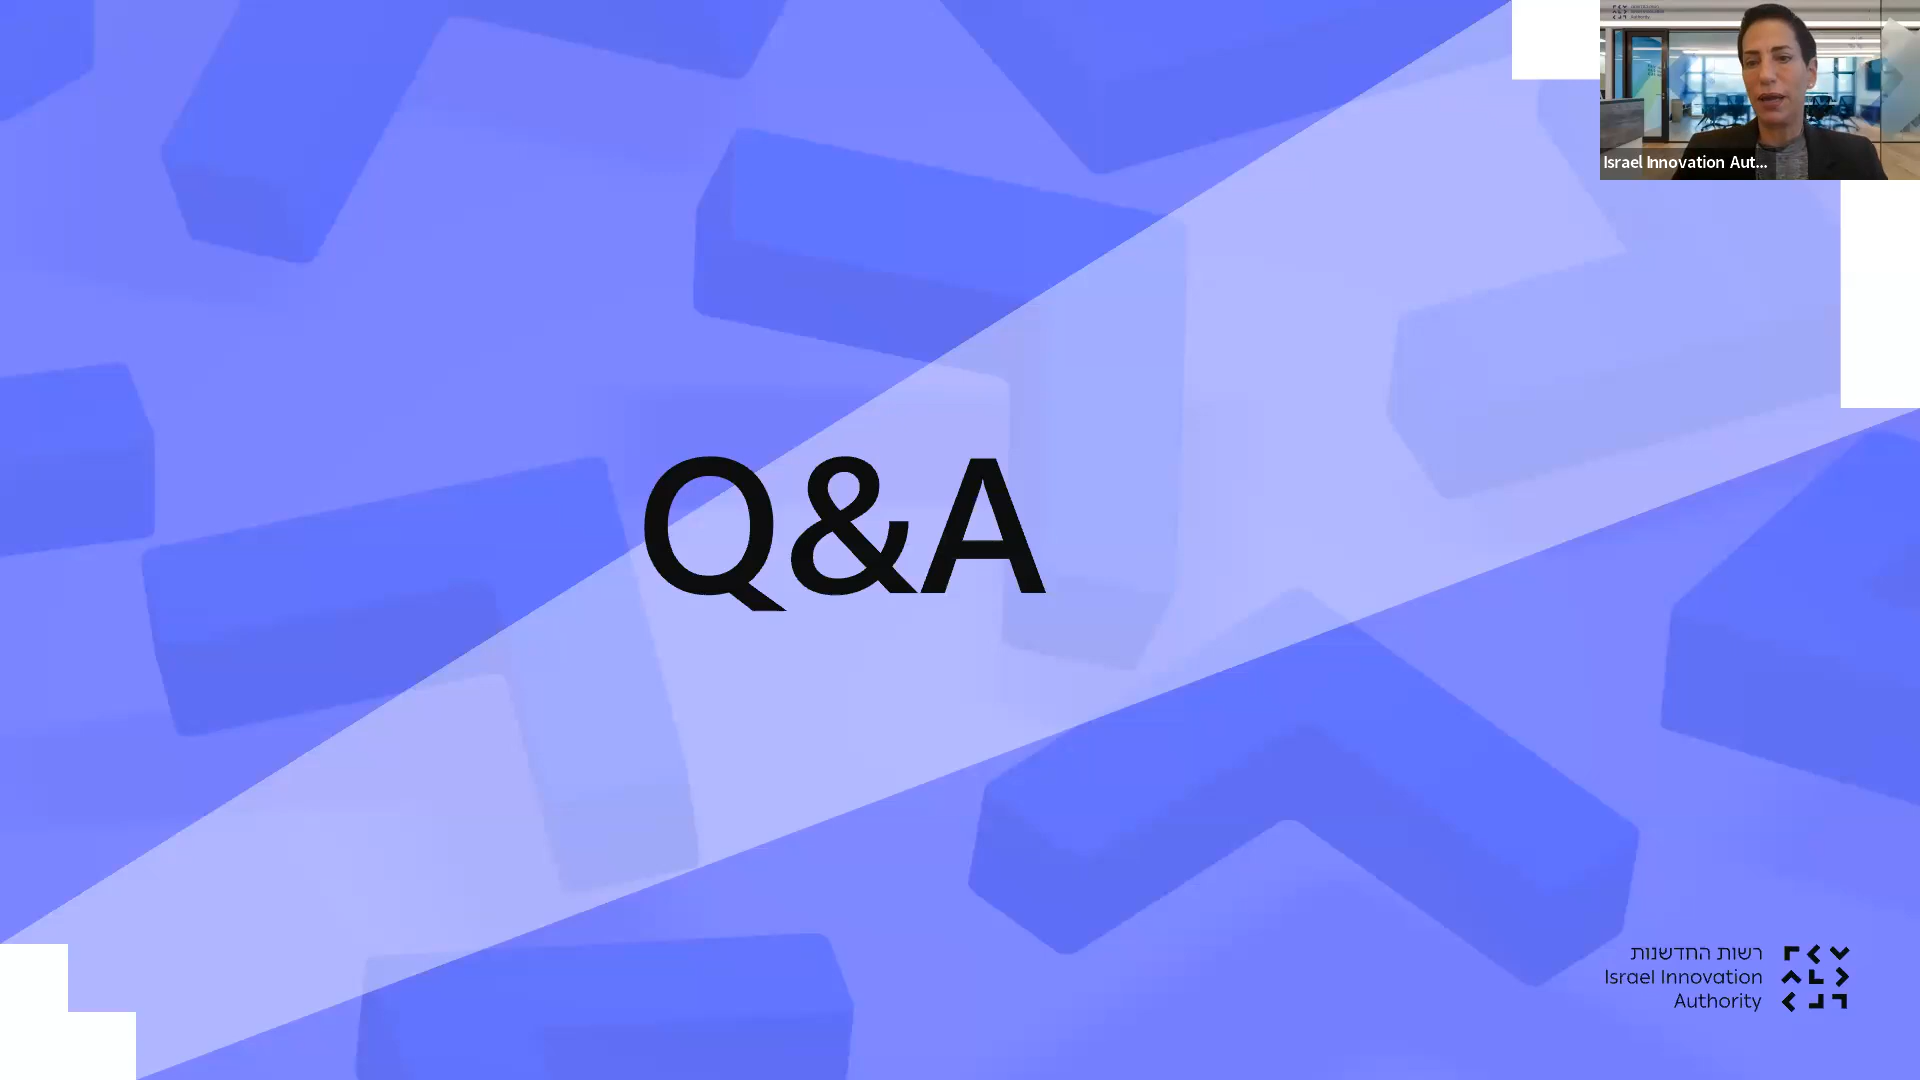 Israel Innovation Aut...
Q&A
רשות החדשנות
Israel Innovation
Authority